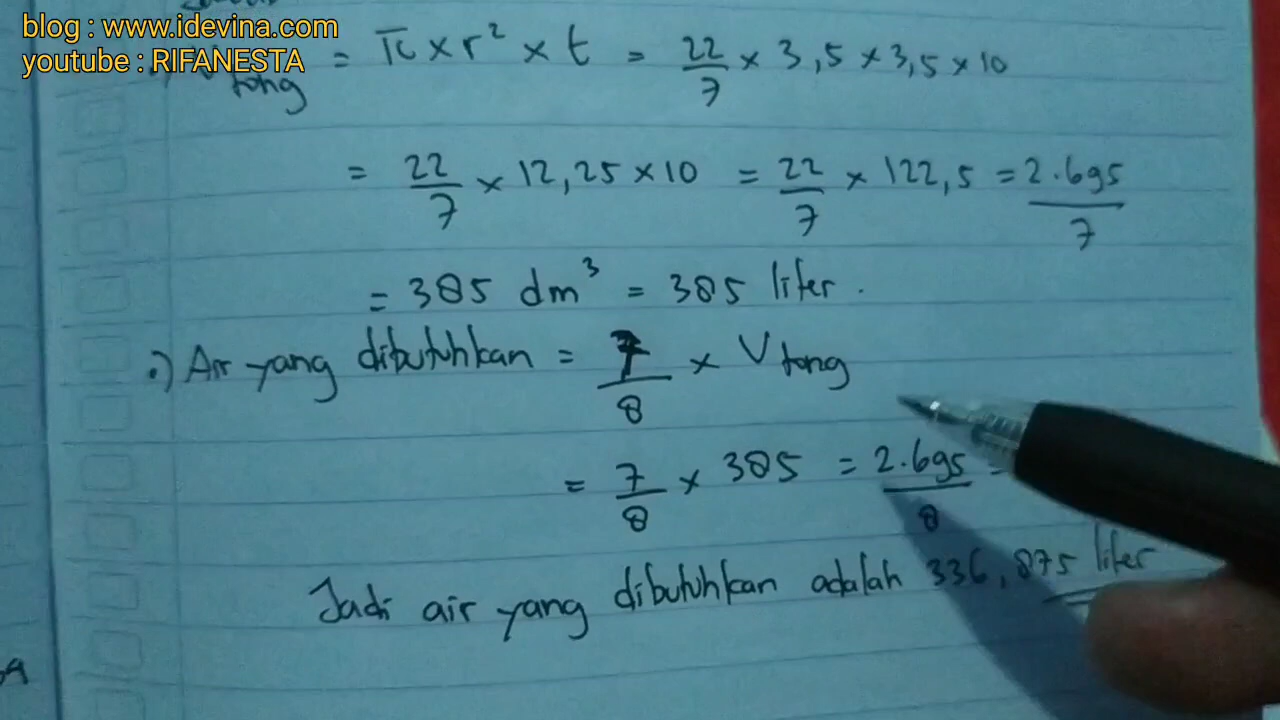 blog : www.idevina.com
youtube : RIFANESTA
tong = π × r² × t = 22/7 × 3,5 × 3,5 × 10
= 22/7 × 12,25 × 10 = 22/7 × 122,5 = 2.695/7
= 385 dm³ = 385 liter.
•) Air yang dibutuhkan = 7/8 × V tong
= 7/8 × 385 = 2.695/8 =
Jadi air yang dibutuhkan adalah 336,875 liter